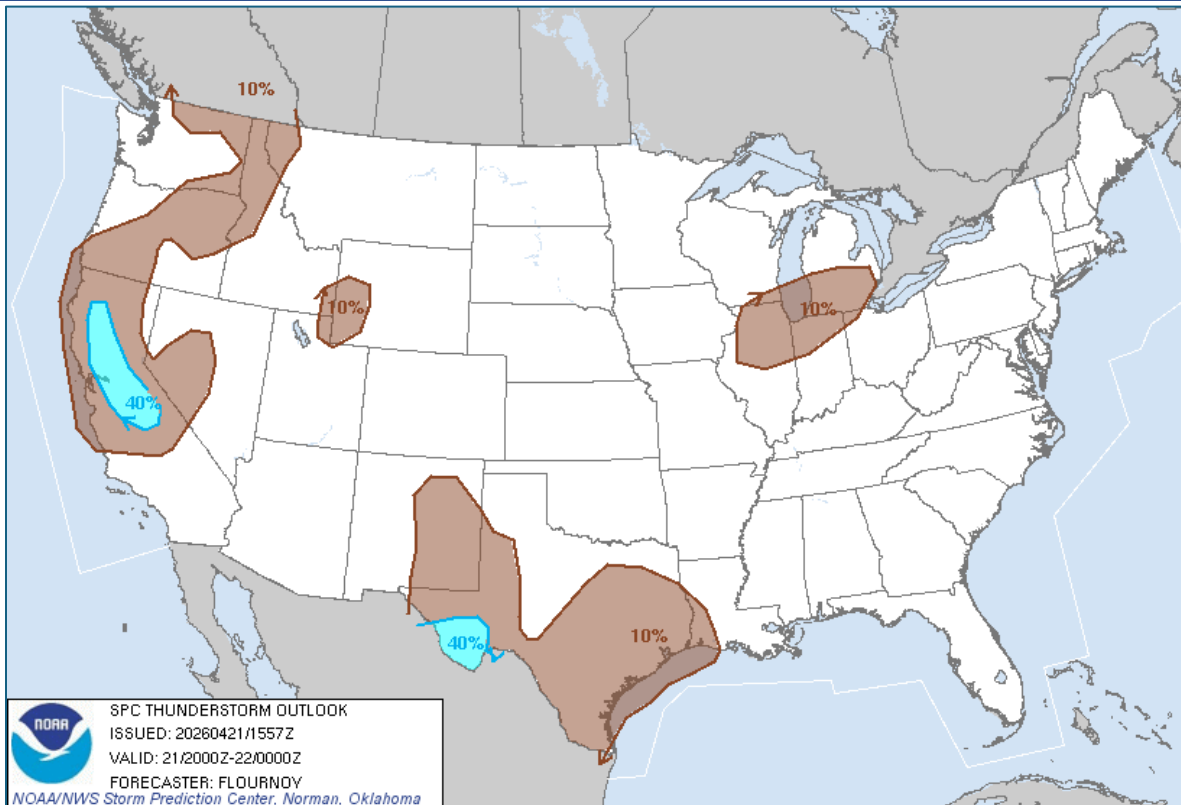 10%
10%
10%
40%
10%
40%
NOAA
SPC THUNDERSTORM OUTLOOK
ISSUED: 20260421/1557Z
VALID: 21/2000Z-22/0000Z
FORECASTER: FLOURNOY
NOAA/NWS Storm Prediction Center, Norman, Oklahoma